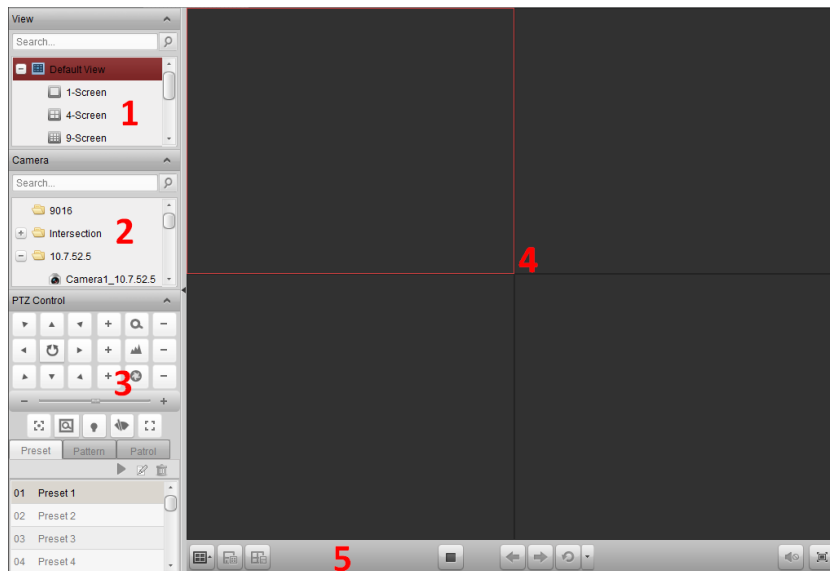 View
Search...
Default View
1-Screen
1
4-Screen
9-Screen
Camera
Search...
9016
Intersection
2
10.7.52.5
Camera1_10.7.52.5
4
PTZ Control
3
Preset Pattern Patrol
01 Preset 1
02 Preset 2
03 Preset 3
04 Preset 4
5